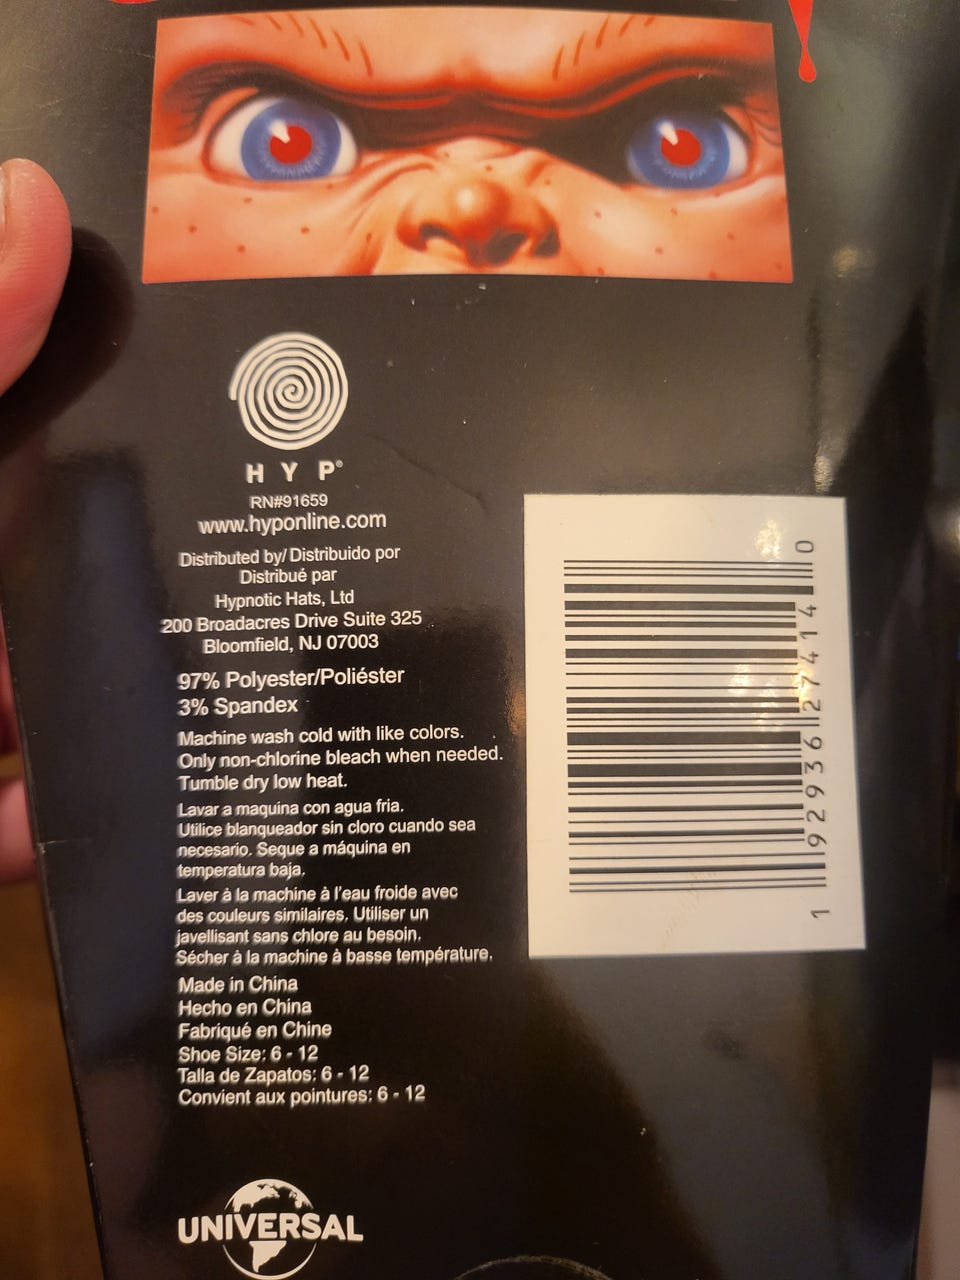 H Y P®
RN#91659
www.hyponline.com
Distributed by/ Distribuido por
Distribué par
Hypnotic Hats, Ltd
200 Broadacres Drive Suite 325
Bloomfield, NJ 07003
97% Polyester/Poliéster
3% Spandex
Machine wash cold with like colors.
Only non-chlorine bleach when needed.
Tumble dry low heat.
Lavar a maquina con agua fria.
Utilice blanqueador sin cloro cuando sea
necesario. Seque a máquina en
temperatura baja.
Laver à la machine à l'eau froide avec
des couleurs similaires. Utiliser un
javellisant sans chlore au besoin.
Sécher à la machine à basse température.
Made in China
Hecho en China
Fabriqué en Chine
Shoe Size: 6 - 12
Talla de Zapatos: 6 - 12
Convient aux pointures: 6 - 12
UNIVERSAL
1 92936 27414 0